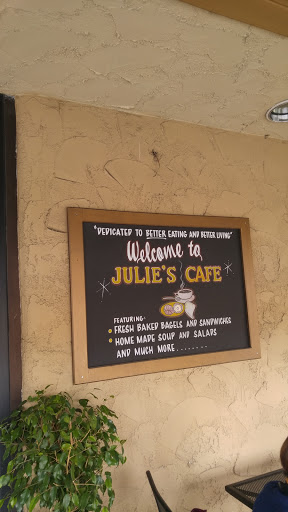 "DEDICATED TO BETTER EATING AND BETTER LIVING"
Welcome to
JULIE'S CAFE
FEATURING-
• FRESH BAKED BAGELS AND SANDWICHES
• HOME MADE SOUP AND SALADS
AND MUCH MORE........